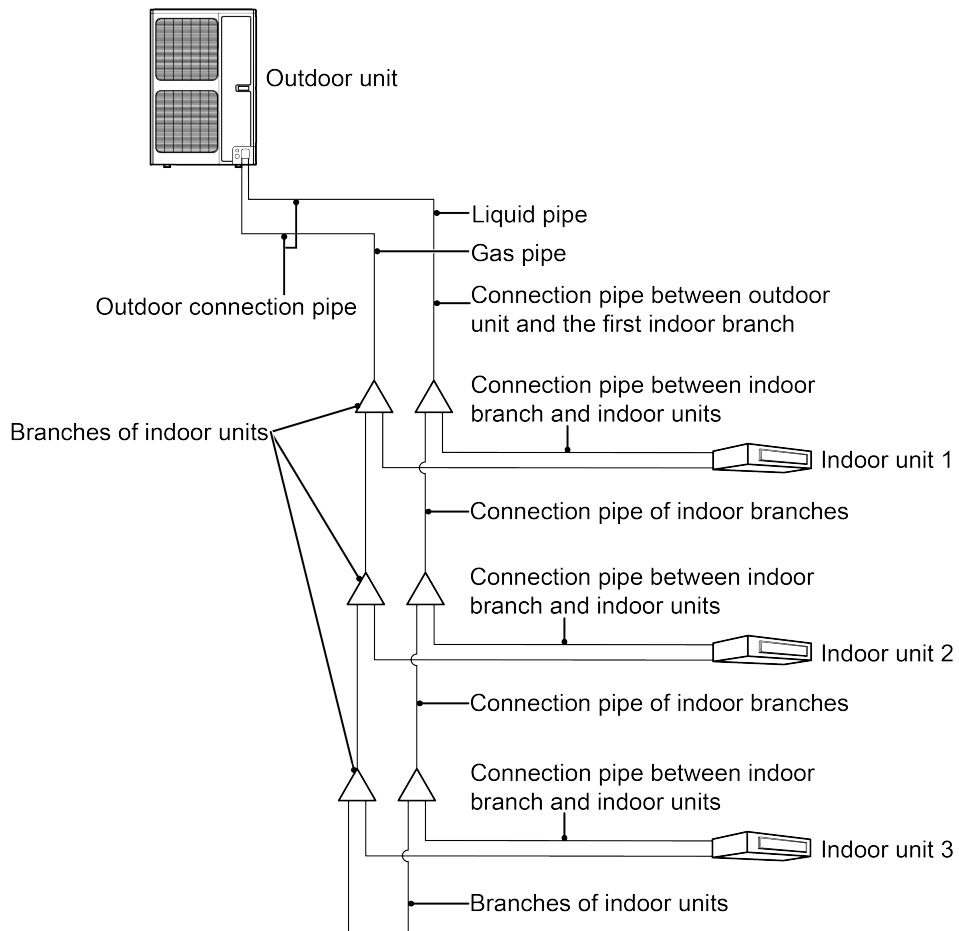 Outdoor unit
Liquid pipe
Gas pipe
Outdoor connection pipe
Connection pipe between outdoor
unit and the first indoor branch
Connection pipe between indoor
branch and indoor units
Branches of indoor units
Indoor unit 1
Connection pipe of indoor branches
Connection pipe between indoor
branch and indoor units
Indoor unit 2
Connection pipe of indoor branches
Connection pipe between indoor
branch and indoor units
Indoor unit 3
Branches of indoor units